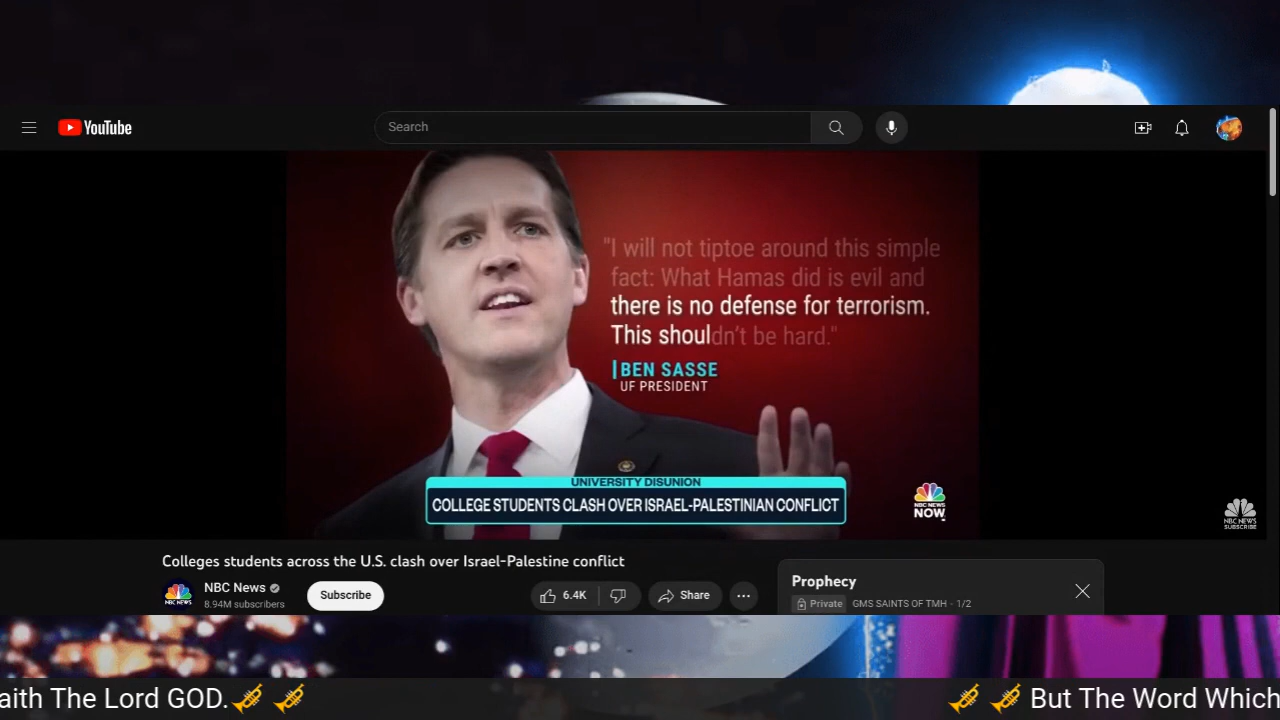 YouTube
Search
"I will not tiptoe around this simple
fact: What Hamas did is evil and
there is no defense for terrorism.
This shouldn't be hard."
BEN SASSE
UF PRESIDENT
UNIVERSITY DISUNION
COLLEGE STUDENTS CLASH OVER ISRAEL-PALESTINIAN CONFLICT
NBC NEWS
NOW.
NBC NEWS
SUBSCRIBE
Colleges students across the U.S. clash over Israel-Palestine conflict
NBC NEWS
NBC News
8.94M subscribers
Subscribe
6.4K
Share
Prophecy
Private GMS SAINTS OF TMH - 1/2
aith The Lord GOD.🎺 🎺 🎺 🎺 But The Word Which